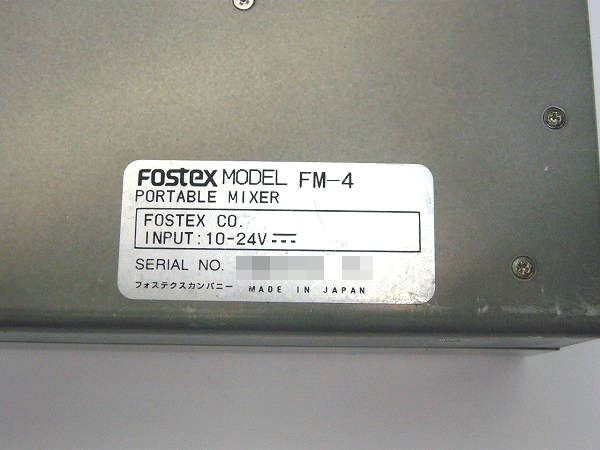 FOSTEX MODEL FM-4
PORTABLE MIXER
FOSTEX CO.
INPUT:10-24V⎓
SERIAL NO.
フォステクスカンパニー MADE IN JAPAN